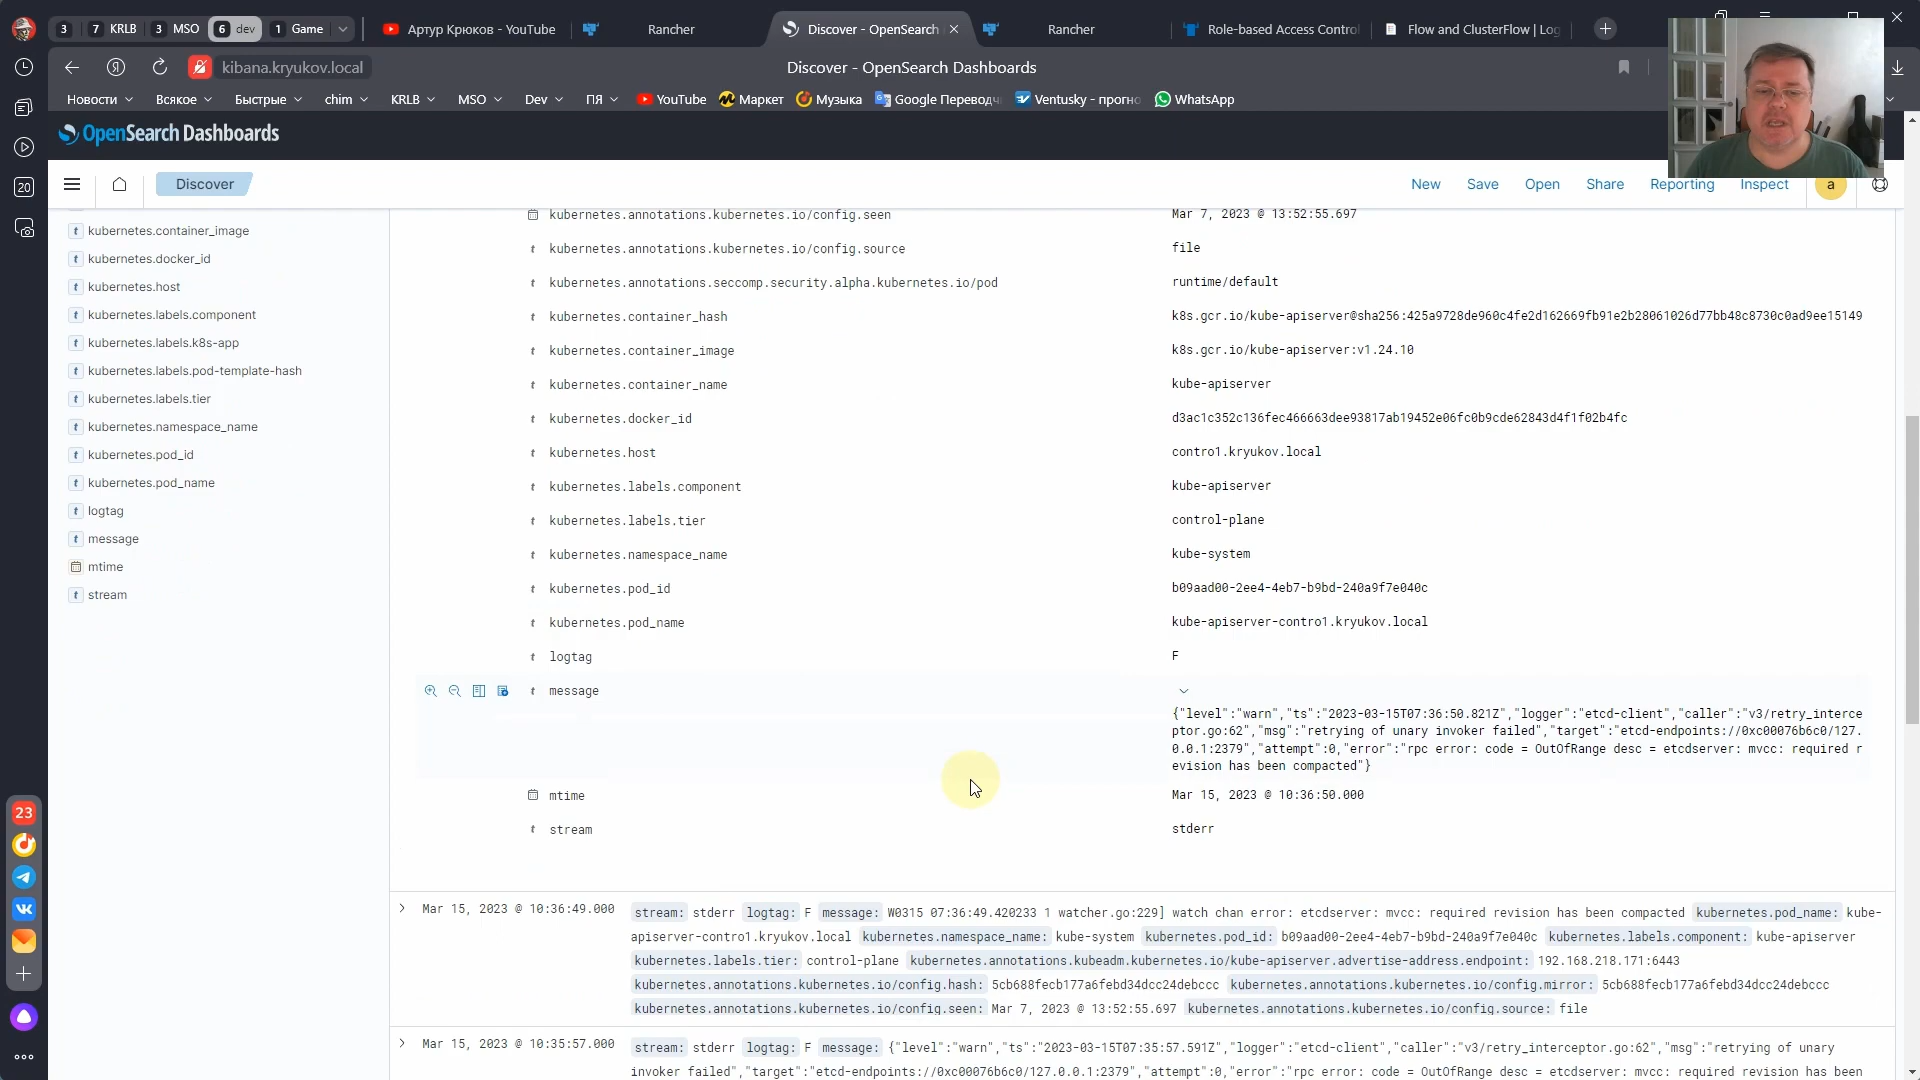 3
7 KRLB
3 MSO
6 dev
1 Game
Артур Крюков - YouTube
Rancher
Discover - OpenSearch
Rancher
Role-based Access Control
Flow and ClusterFlow | Log
kibana.kryukov.local
Discover - OpenSearch Dashboards
Новости
Всякое
Быстрые
chim
KRLB
MSO
Dev
ПЯ
YouTube
Маркет
Музыка
Google Переводч
Ventusky - прогно
WhatsApp
OpenSearch Dashboards
20
Discover
New
Save
Open
Share
Reporting
Inspect
a
kubernetes.container_image
kubernetes.docker_id
kubernetes.host
kubernetes.labels.component
kubernetes.labels.k8s-app
kubernetes.labels.pod-template-hash
kubernetes.labels.tier
kubernetes.namespace_name
kubernetes.pod_id
kubernetes.pod_name
logtag
message
mtime
stream
kubernetes.annotations.kubernetes.io/config.seen Mar 7, 2023 @ 13:52:55.697
t kubernetes.annotations.kubernetes.io/config.source file
t kubernetes.annotations.seccomp.security.alpha.kubernetes.io/pod runtime/default
t kubernetes.container_hash k8s.gcr.io/kube-apiserver@sha256:425a9728de960c4fe2d162669fb91e2b28061026d77bb48c8730c0ad9ee15149
t kubernetes.container_image k8s.gcr.io/kube-apiserver:v1.24.10
t kubernetes.container_name kube-apiserver
t kubernetes.docker_id d3ac1c352c136fec466663dee93817ab19452e06fc0b9cde62843d4f1f02b4fc
t kubernetes.host contro1.kryukov.local
t kubernetes.labels.component kube-apiserver
t kubernetes.labels.tier control-plane
t kubernetes.namespace_name kube-system
t kubernetes.pod_id b09aad00-2ee4-4eb7-b9bd-240a9f7e040c
t kubernetes.pod_name kube-apiserver-contro1.kryukov.local
t logtag F
t message
{"level":"warn","ts":"2023-03-15T07:36:50.821Z","logger":"etcd-client","caller":"v3/retry_interce
ptor.go:62","msg":"retrying of unary invoker failed","target":"etcd-endpoints://0xc00076b6c0/127.
0.0.1:2379","attempt":0,"error":"rpc error: code = OutOfRange desc = etcdserver: mvcc: required r
evision has been compacted"}
mtime Mar 15, 2023 @ 10:36:50.000
t stream stderr
23
Mar 15, 2023 @ 10:36:49.000 stream: stderr logtag: F message: W0315 07:36:49.420233 1 watcher.go:229] watch chan error: etcdserver: mvcc: required revision has been compacted kubernetes.pod_name: kube-
apiserver-contro1.kryukov.local kubernetes.namespace_name: kube-system kubernetes.pod_id: b09aad00-2ee4-4eb7-b9bd-240a9f7e040c kubernetes.labels.component: kube-apiserver
kubernetes.labels.tier: control-plane kubernetes.annotations.kubeadm.kubernetes.io/kube-apiserver.advertise-address.endpoint: 192.168.218.171:6443
kubernetes.annotations.kubernetes.io/config.hash: 5cb688fecb177a6febd34dcc24debccc kubernetes.annotations.kubernetes.io/config.mirror: 5cb688fecb177a6febd34dcc24debccc
kubernetes.annotations.kubernetes.io/config.seen: Mar 7, 2023 @ 13:52:55.697 kubernetes.annotations.kubernetes.io/config.source: file
Mar 15, 2023 @ 10:35:57.000 stream: stderr logtag: F message: {"level":"warn","ts":"2023-03-15T07:35:57.591Z","logger":"etcd-client","caller":"v3/retry_interceptor.go:62","msg":"retrying of unary
invoker failed","target":"etcd-endpoints://0xc00076b6c0/127.0.0.1:2379","attempt":0,"error":"rpc error: code = OutOfRange desc = etcdserver: mvcc: required revision has been